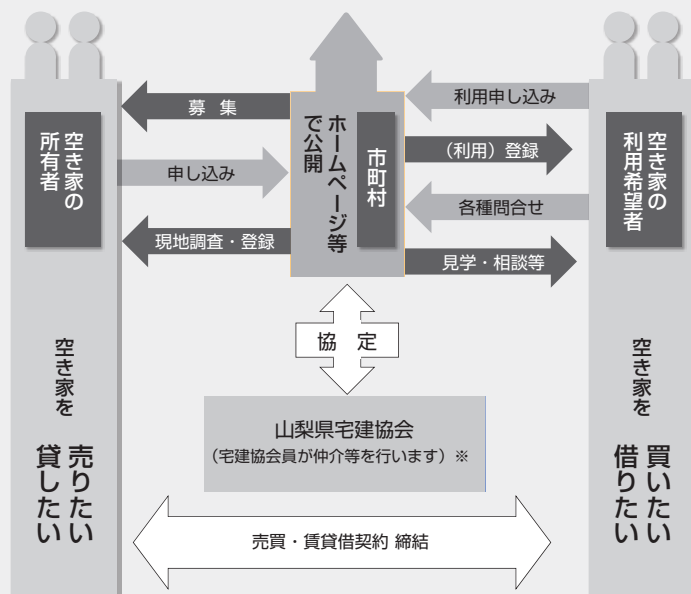 空き家の
所有者
空き家を
売りたい
貸したい
募 集
申し込み
現地調査・登録
ホームページ等
で公開
市町村
利用申し込み
(利用)登録
各種問合せ
見学・相談等
空き家の
利用希望者
空き家を
買いたい
借りたい
協 定
山梨県宅建協会
(宅建協会員が仲介等を行います)※
売買・賃貸借契約 締結